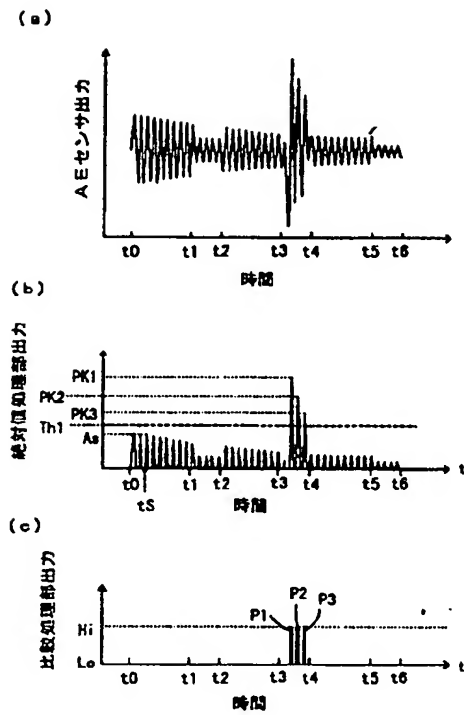 (a)
AEセンサ出力
t0 t1 t2 t3 t4 t5 t6
時間
(b)
絶対値処理部出力
PK1
PK2
PK3
Th1
As
t0 t1 t2 t3 t4 t5 t6 t
tS
時間
(c)
比較処理部出力
P1 P2 P3
Hi
Lo
t0 t1 t2 t3 t4 t5 t6 t
時間